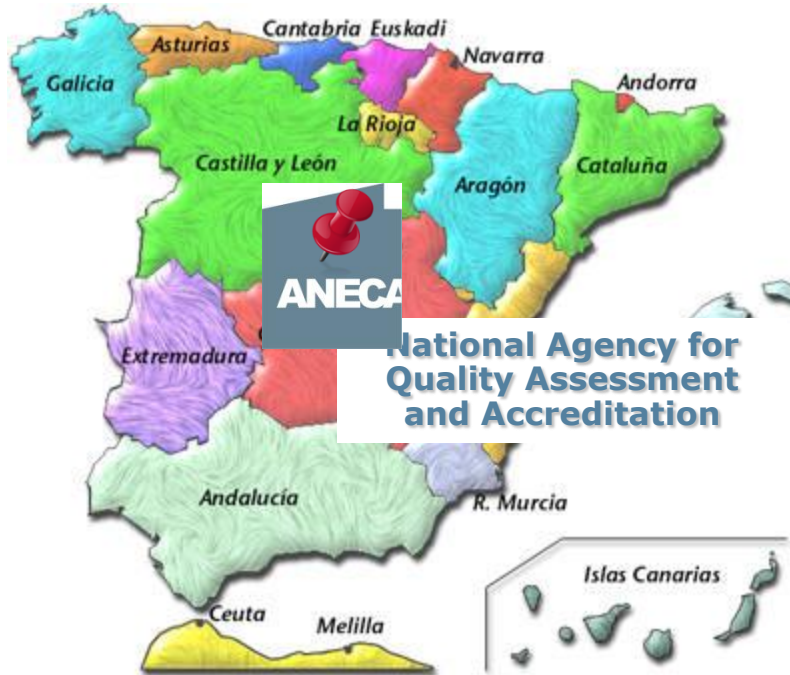 Cantabria
Euskadi
Asturias
Navarra
Galicia
Andorra
La Rioja
Castilla y León
Cataluña
Aragón
ANECA
National Agency for
Quality Assessment
and Accreditation
Extremadura
Andalucía
R. Murcia
Islas Canarias
Ceuta
Melilla